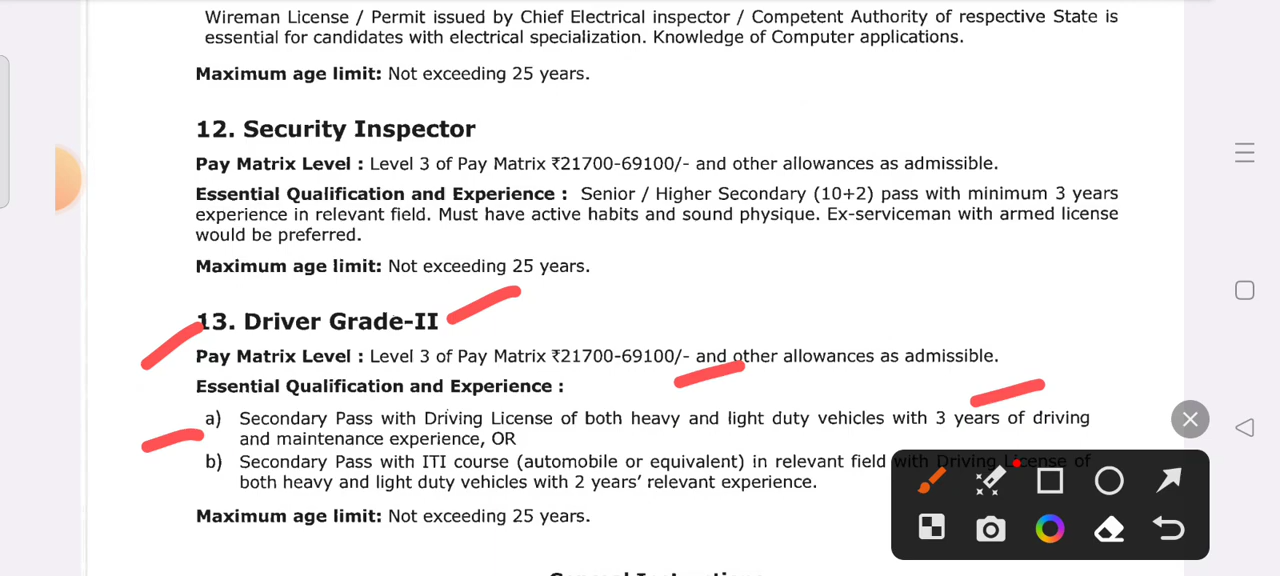 Wireman License / Permit issued by Chief Electrical inspector / Competent Authority of respective State is
essential for candidates with electrical specialization. Knowledge of Computer applications.
Maximum age limit: Not exceeding 25 years.
12. Security Inspector
Pay Matrix Level : Level 3 of Pay Matrix ₹21700-69100/- and other allowances as admissible.
Essential Qualification and Experience : Senior / Higher Secondary (10+2) pass with minimum 3 years
experience in relevant field. Must have active habits and sound physique. Ex-serviceman with armed license
would be preferred.
Maximum age limit: Not exceeding 25 years.
13. Driver Grade-II
Pay Matrix Level : Level 3 of Pay Matrix ₹21700-69100/- and other allowances as admissible.
Essential Qualification and Experience :
a) Secondary Pass with Driving License of both heavy and light duty vehicles with 3 years of driving
and maintenance experience, OR
b) Secondary Pass with ITI course (automobile or equivalent) in relevant field with Driving License of
both heavy and light duty vehicles with 2 years’ relevant experience.
Maximum age limit: Not exceeding 25 years.
General Instructions